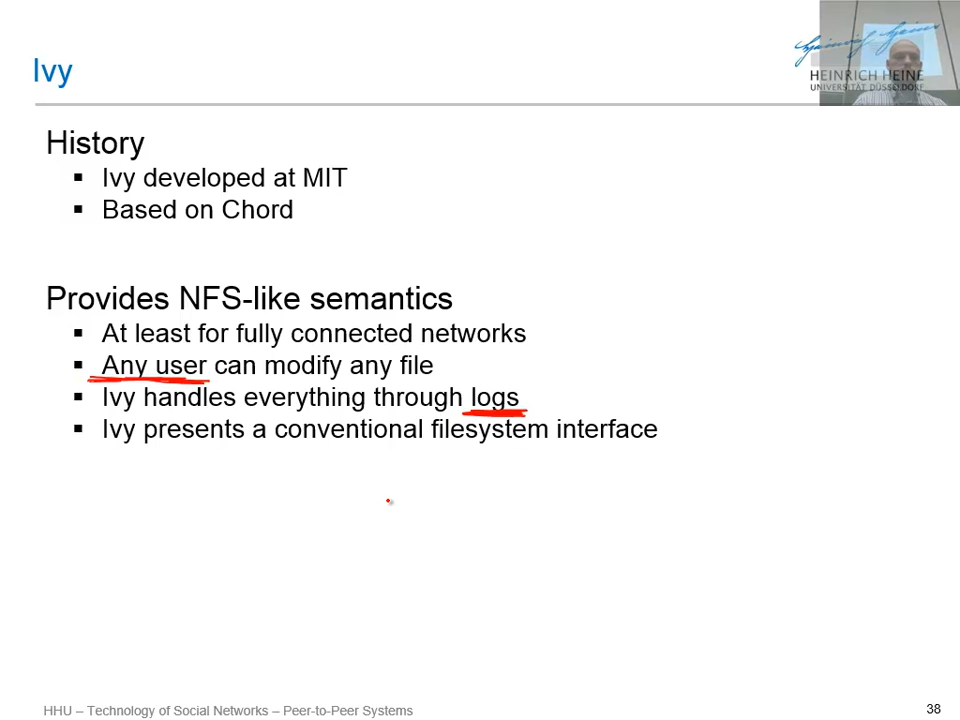 Ivy
Heinrich Heine
HEINRICH HEINE
UNIVERSITÄT DÜSSELDORF
History
▪ Ivy developed at MIT
▪ Based on Chord
Provides NFS-like semantics
▪ At least for fully connected networks
▪ Any user can modify any file
▪ Ivy handles everything through logs
▪ Ivy presents a conventional filesystem interface
HHU – Technology of Social Networks – Peer-to-Peer Systems
38